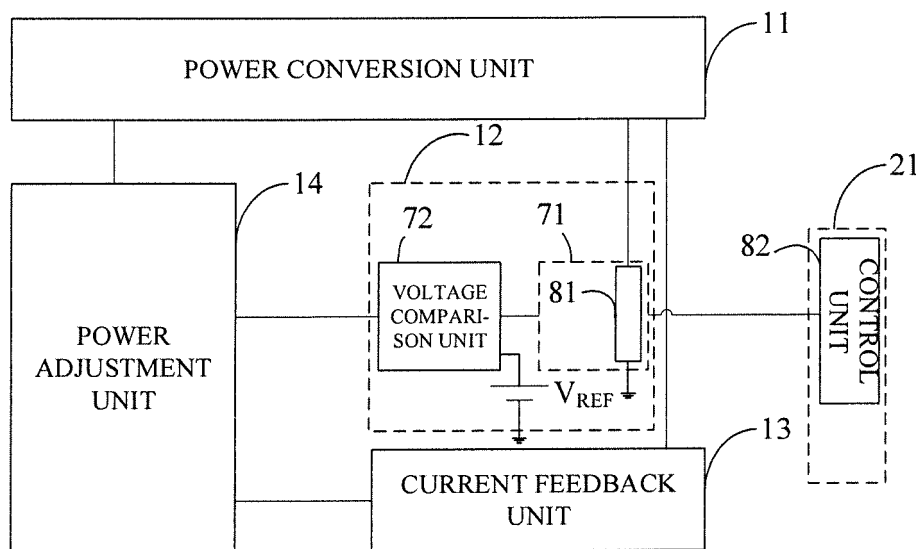 11
POWER CONVERSION UNIT
12
14
21
72
71
82
VOLTAGE
COMPARI-
SON UNIT
81
CONTROL
UNIT
POWER
ADJUSTMENT
UNIT
VREF
13
CURRENT FEEDBACK
UNIT